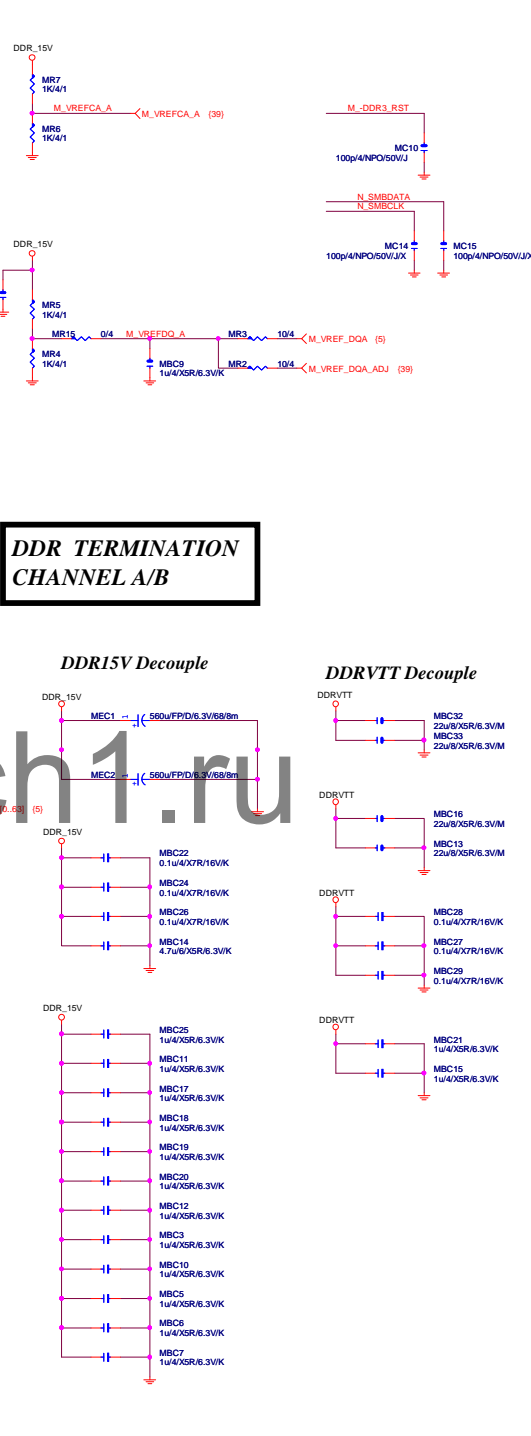 DDR_15V
MR7
1K/4/1
M_VREFCA_A
M_VREFCA_A {39}
MR6
1K/4/1
M_-DDR3_RST
MC10
100p/4/NPO/50V/J
N_SMBDATA
N_SMBCLK
MC14
100p/4/NPO/50V/J/X
MC15
100p/4/NPO/50V/J/X
DDR_15V
MR5
1K/4/1
MR15
0/4
M_VREFDQ_A
MR3
10/4
M_VREF_DQA {5}
MR4
1K/4/1
MBC9
1u/4/X5R/6.3V/K
MR2
10/4
M_VREF_DQA_ADJ {39}
DDR TERMINATION
CHANNEL A/B
DDR15V Decouple
DDR_15V
MEC1
1
+
560u/FP/D/6.3V/68/8m
MEC2
1
+
560u/FP/D/6.3V/68/8m
ch1.ru
[0..63] {5}
DDR_15V
MBC22
0.1u/4/X7R/16V/K
MBC24
0.1u/4/X7R/16V/K
MBC26
0.1u/4/X7R/16V/K
MBC14
4.7u/6/X5R/6.3V/K
DDR_15V
MBC25
1u/4/X5R/6.3V/K
MBC11
1u/4/X5R/6.3V/K
MBC17
1u/4/X5R/6.3V/K
MBC18
1u/4/X5R/6.3V/K
MBC19
1u/4/X5R/6.3V/K
MBC20
1u/4/X5R/6.3V/K
MBC12
1u/4/X5R/6.3V/K
MBC3
1u/4/X5R/6.3V/K
MBC10
1u/4/X5R/6.3V/K
MBC5
1u/4/X5R/6.3V/K
MBC6
1u/4/X5R/6.3V/K
MBC7
1u/4/X5R/6.3V/K
DDRVTT Decouple
DDRVTT
MBC32
22u/8/X5R/6.3V/M
MBC33
22u/8/X5R/6.3V/M
DDRVTT
MBC16
22u/8/X5R/6.3V/M
MBC13
22u/8/X5R/6.3V/M
DDRVTT
MBC28
0.1u/4/X7R/16V/K
MBC27
0.1u/4/X7R/16V/K
MBC29
0.1u/4/X7R/16V/K
DDRVTT
MBC21
1u/4/X5R/6.3V/K
MBC15
1u/4/X5R/6.3V/K